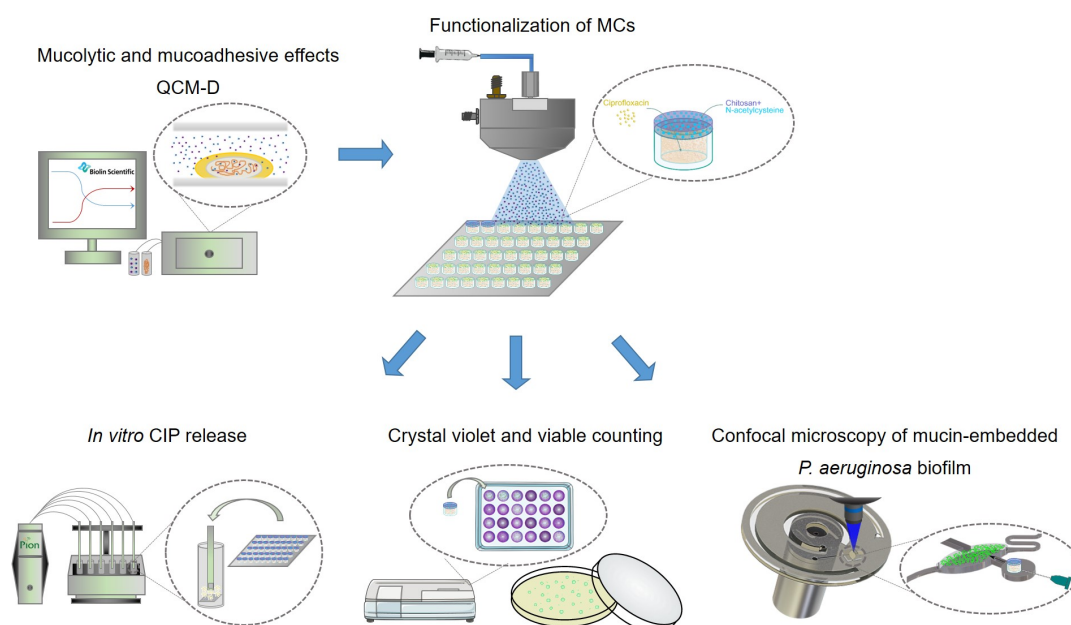 Functionalization of MCs
Mucolytic and mucoadhesive effects
QCM-D
Biolin Scientific
Ciprofloxacin
Chitosan+
N-acetylcysteine
In vitro CIP release
Crystal violet and viable counting
Confocal microscopy of mucin-embedded
P. aeruginosa biofilm
Pion